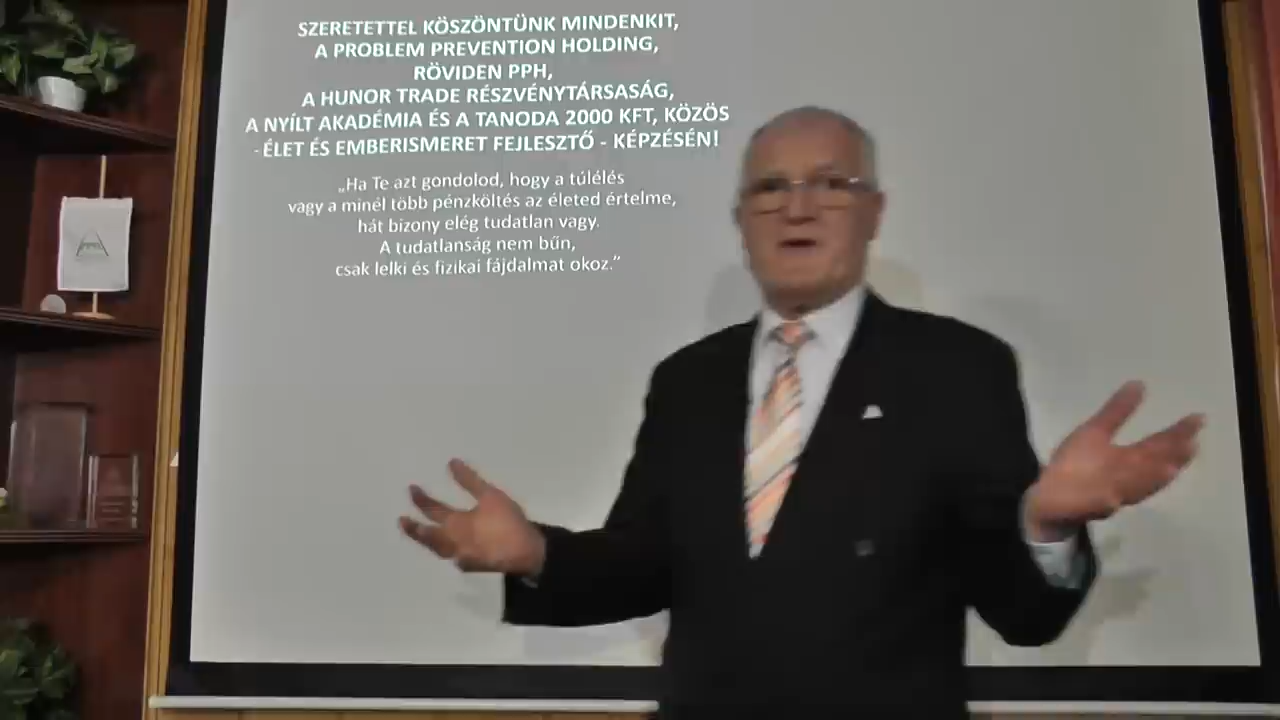 SZERETETTEL KÖSZÖNTÜNK MINDENKIT,
A PROBLEM PREVENTION HOLDING,
RÖVIDEN PPH,
A HUNOR TRADE RÉSZVÉNYTÁRSASÁG,
A NYÍLT AKADÉMIA ÉS A TANODA 2000 KFT, KÖZÖS
- ÉLET ÉS EMBERISMERET FEJLESZTŐ - KÉPZÉSÉN!
„Ha Te azt gondolod, hogy a túlélés
vagy a minél több pénzköltés az életed értelme,
hát bizony elég tudatlan vagy.
A tudatlanság nem bűn,
csak lelki és fizikai fájdalmat okoz.”